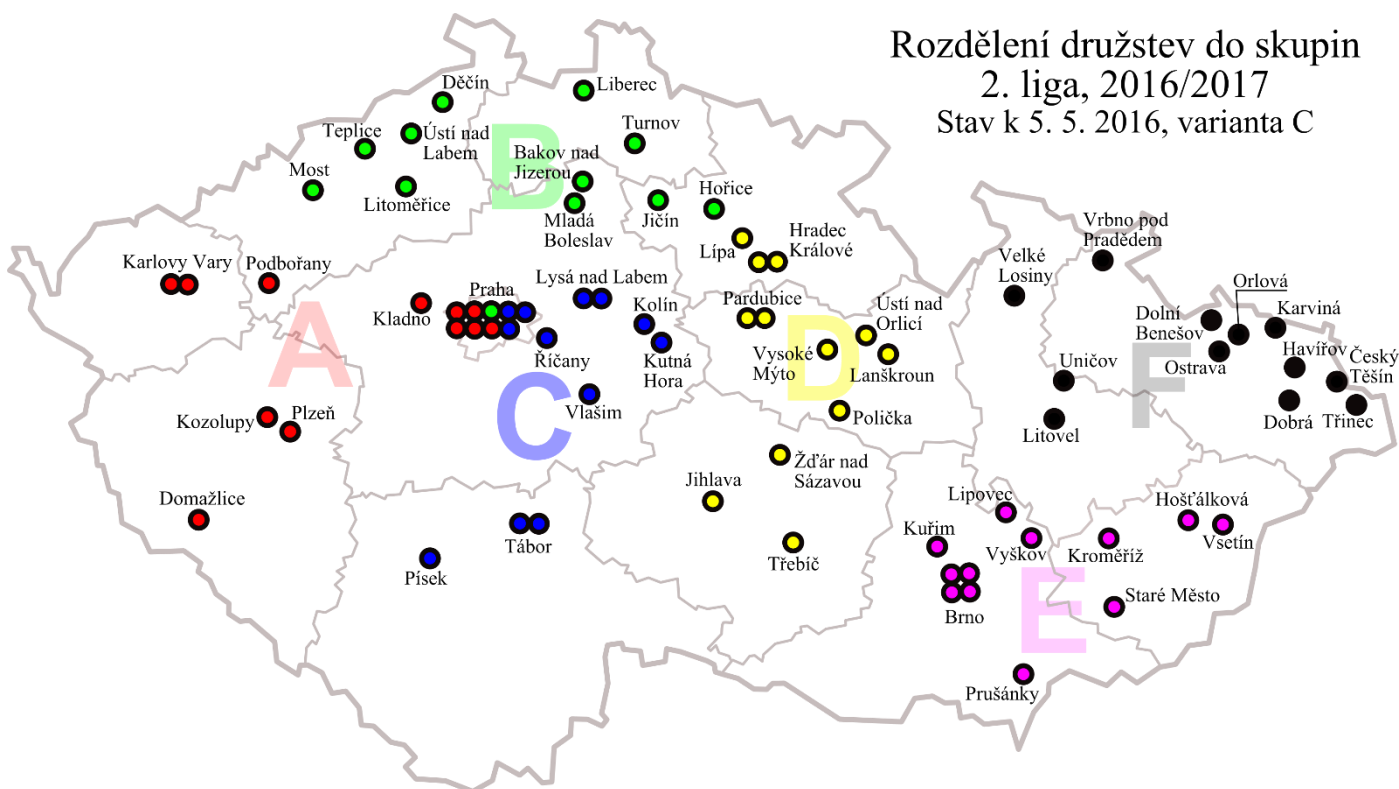 Rozdělení družstev do skupin
2. liga, 2016/2017
Stav k 5. 5. 2016, varianta C
Děčín
Liberec
Teplice
Ústí nad
Labem
Turnov
Most
Bakov nad
Jizerou
B
Litoměřice
Mladá
Boleslav
Jičín
Hořice
Lípa
Hradec
Králové
Vrbno pod
Pradědem
Velké
Losiny
Karlovy Vary
Podbořany
Kladno
Praha
Lysá nad Labem
Kolín
Pardubice
Ústí nad
Orlicí
Orlová
Dolní
Benešov
Karviná
A
Říčany
Kutná
Hora
Vysoké
Mýto
D
Lanškroun
Uničov
Ostrava
Havířov
Český
Těšín
F
Kozolupy
Plzeň
C
Vlašim
Polička
Litovel
Dobrá
Třinec
Domažlice
Jihlava
Žďár nad
Sázavou
Lipovec
Hošťálková
Písek
Tábor
Třebíč
Kuřim
Vyškov
Kroměříž
Vsetín
Brno
E
Staré Město
Prušánky